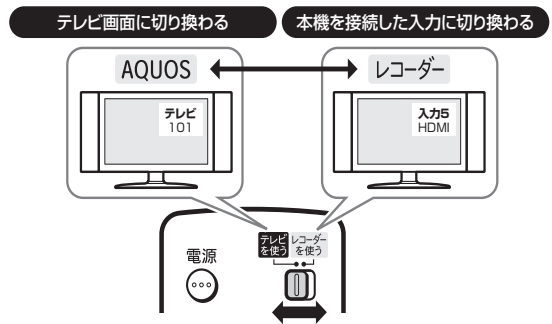 テレビ画面に切り換わる
本機を接続した入力に切り換わる
AQUOS
レコーダー
テレビ
101
入力5
HDMI
電源
テレビ
を使う
レコーダー
を使う